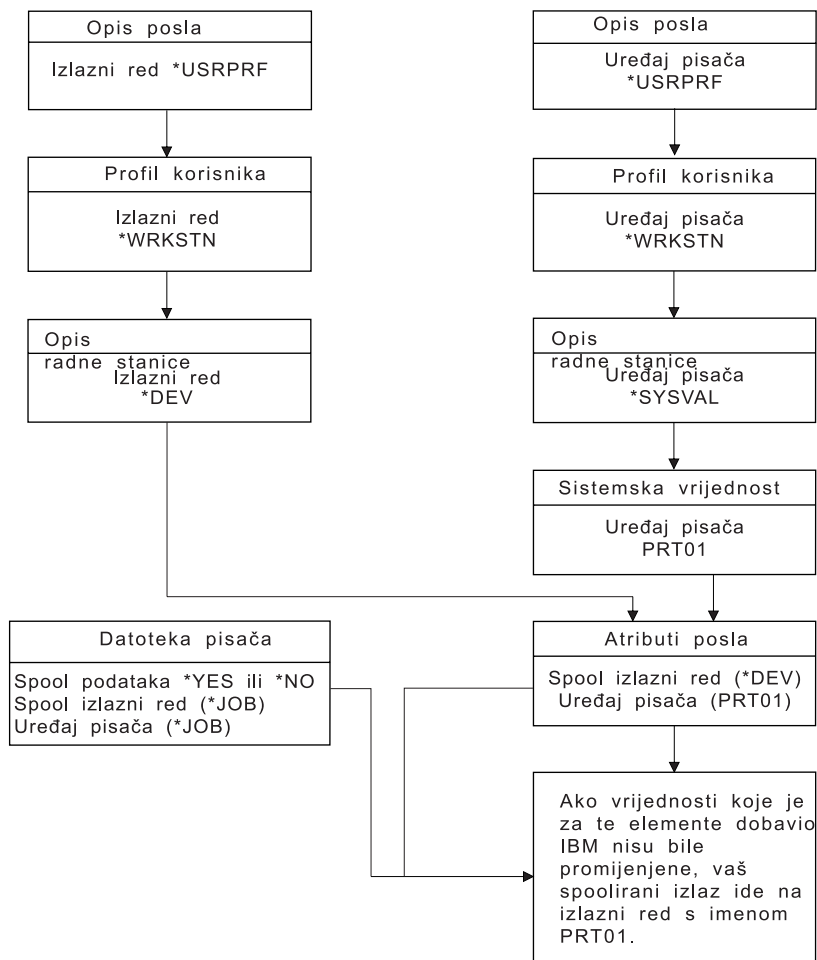 Opis posla
Izlazni red *USRPRF
Profil korisnika
Izlazni red
*WRKSTN
Opis
radne stanice
Izlazni red
*DEV
Opis posla
Uređaj pisača
*USRPRF
Profil korisnika
Uređaj pisača
*WRKSTN
Opis
radne stanice
Uređaj pisača
*SYSVAL
Sistemska vrijednost
Uređaj pisača
PRT01
Datoteka pisača
Spool podataka *YES ili *NO
Spool izlazni red (*JOB)
Uređaj pisača (*JOB)
Atributi posla
Spool izlazni red (*DEV)
Uređaj pisača (PRT01)
Ako vrijednosti koje je
za te elemente dobavio
IBM nisu bile
promijenjene, vaš
spoolirani izlaz ide na
izlazni red s imenom
PRT01.